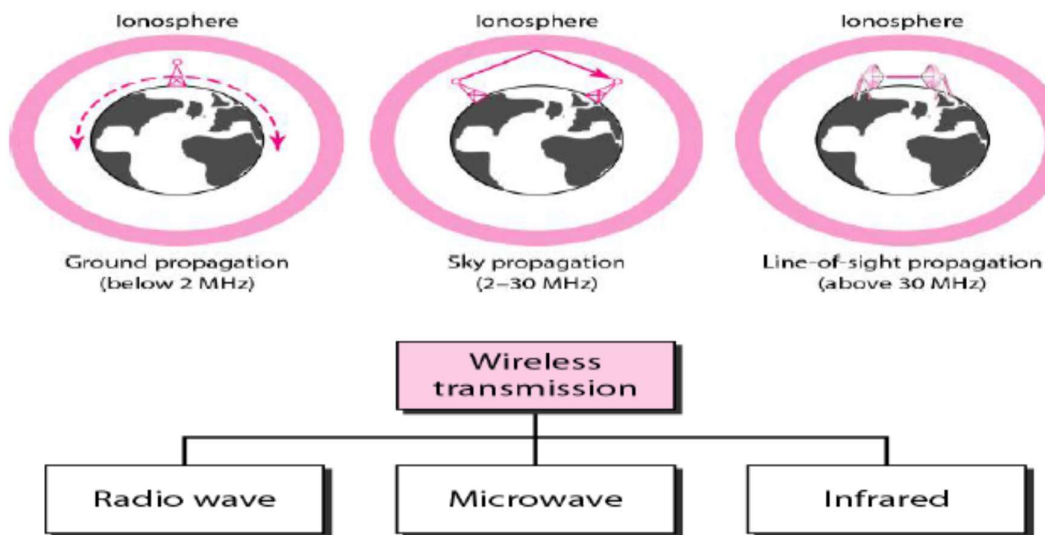 Ionosphere
Ionosphere
Ionosphere
Ground propagation
(below 2 MHz)
Sky propagation
(2–30 MHz)
Line-of-sight propagation
(above 30 MHz)
Wireless
transmission
Radio wave
Microwave
Infrared